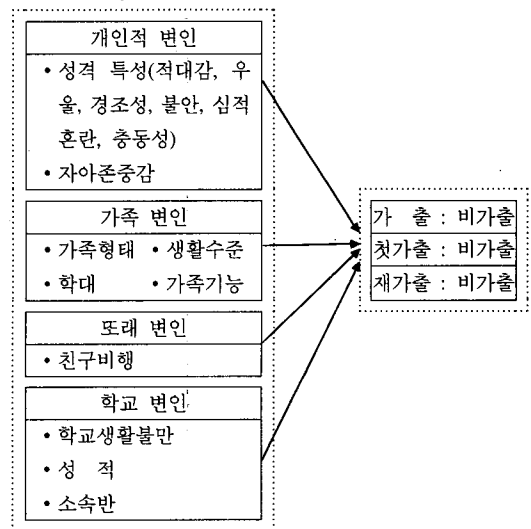 개인적 변인
• 성격 특성(적대감, 우
울, 경조성, 불안, 심적
혼란, 충동성)
• 자아존중감
가족 변인
• 가족형태 • 생활수준
• 학대 • 가족기능
또래 변인
• 친구비행
학교 변인
• 학교생활불만
• 성 적
• 소속반
가 출 : 비가출
첫가출 : 비가출
재가출 : 비가출